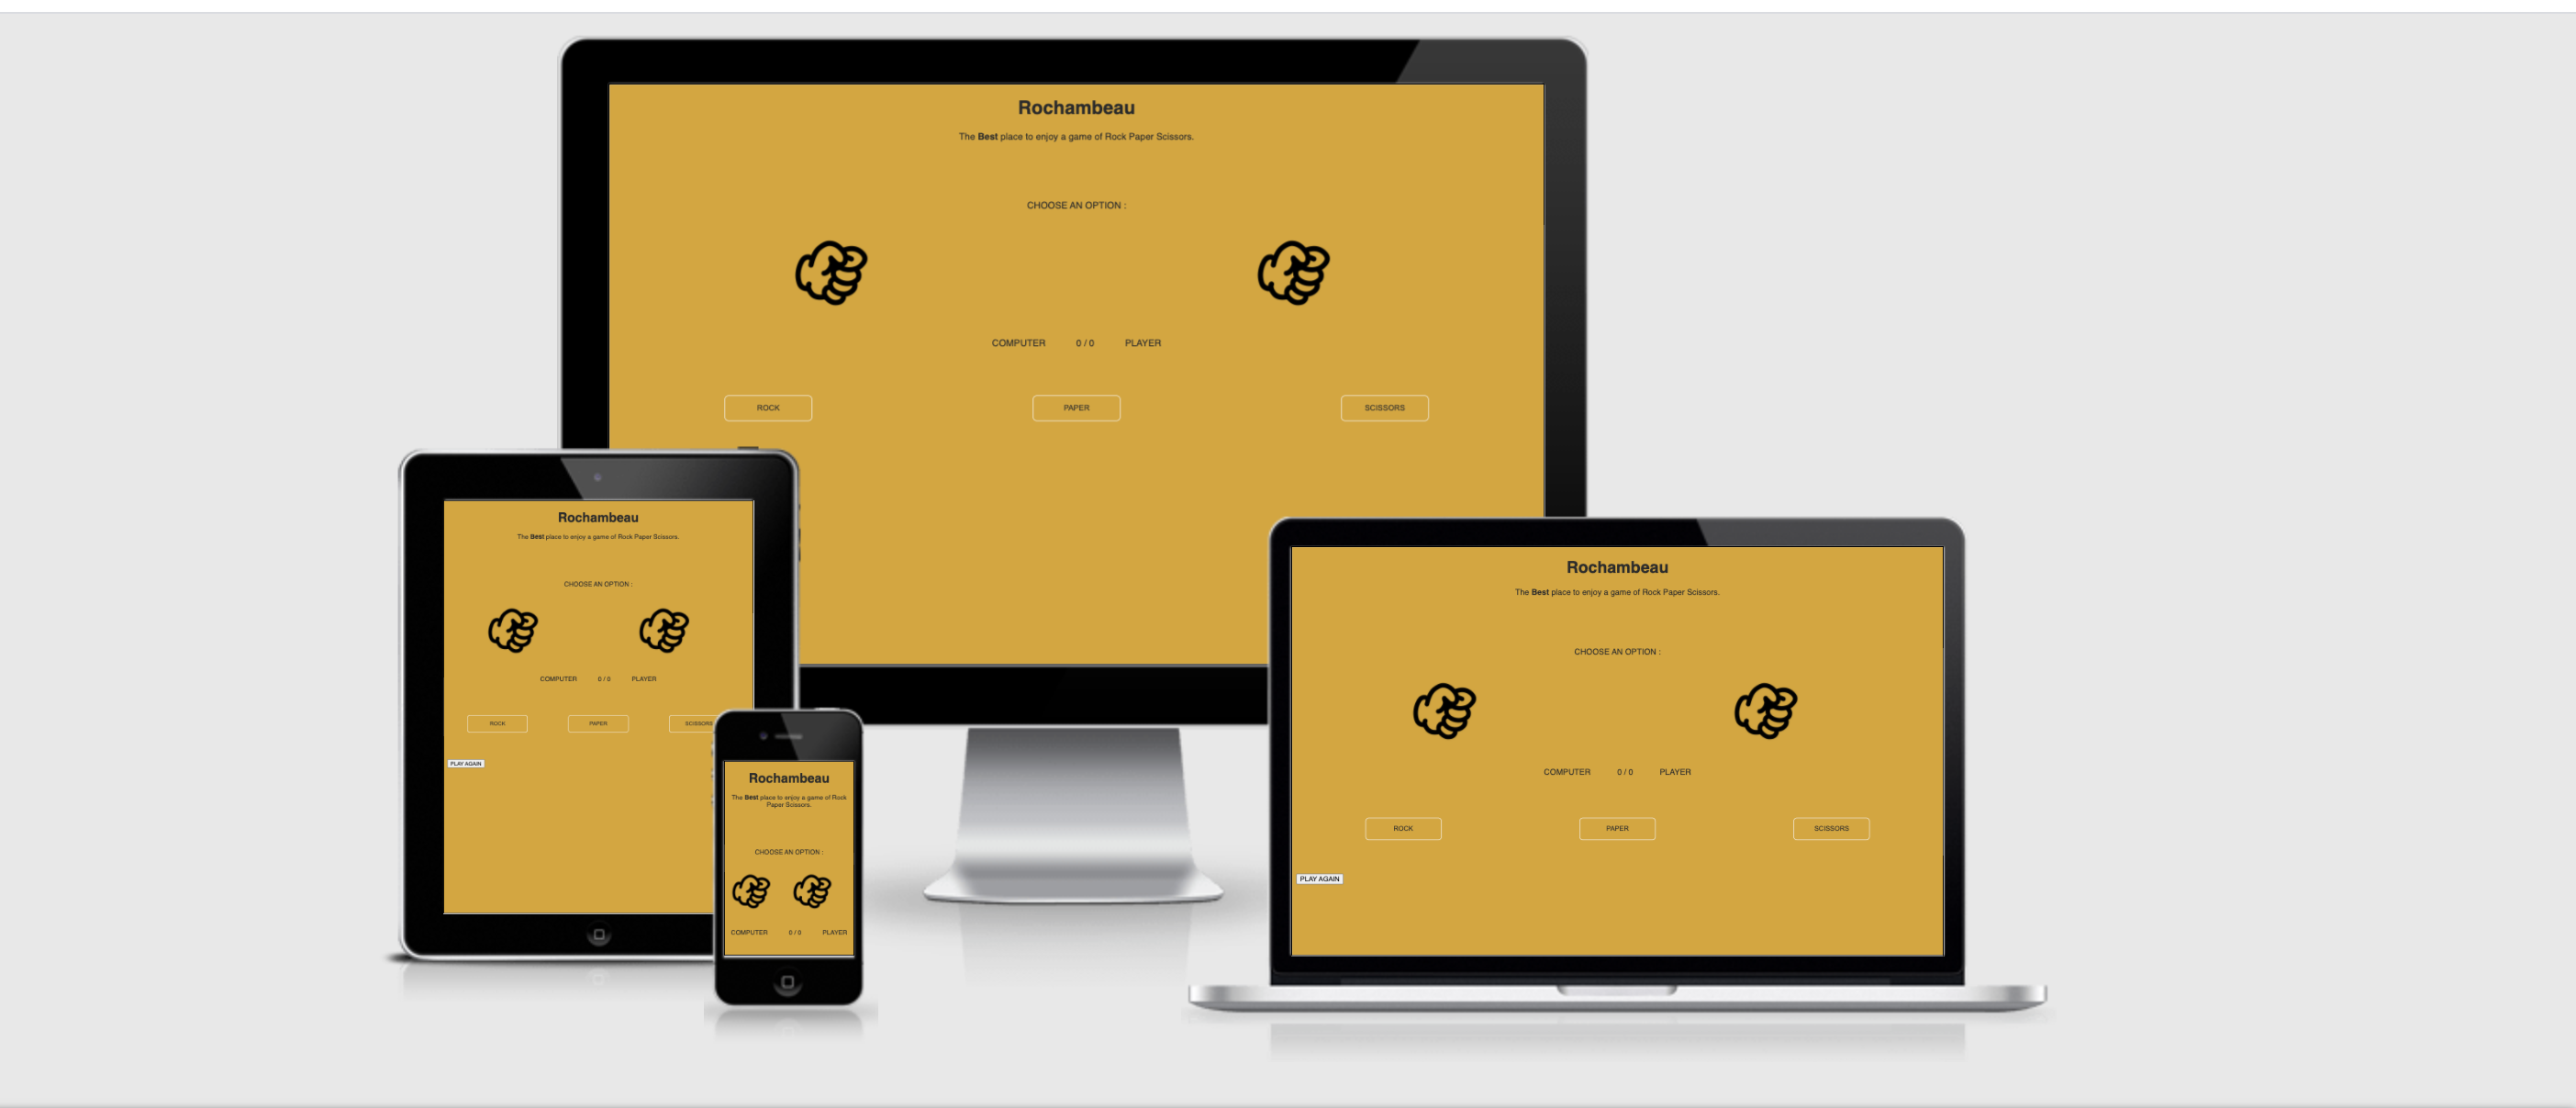 Rochambeau
The Best place to enjoy a game of Rock Paper Scissors.
CHOOSE AN OPTION :
COMPUTER 0 / 0 PLAYER
ROCK PAPER SCISSORS
Rochambeau
The Best place to enjoy a game of Rock Paper Scissors.
CHOOSE AN OPTION :
COMPUTER 0 / 0 PLAYER
ROCK PAPER SCISSORS
PLAY AGAIN
Rochambeau
The Best place to enjoy a game of Rock
Paper Scissors.
CHOOSE AN OPTION :
COMPUTER 0 / 0 PLAYER
Rochambeau
The Best place to enjoy a game of Rock Paper Scissors.
CHOOSE AN OPTION :
COMPUTER 0 / 0 PLAYER
ROCK PAPER SCISSORS
PLAY AGAIN